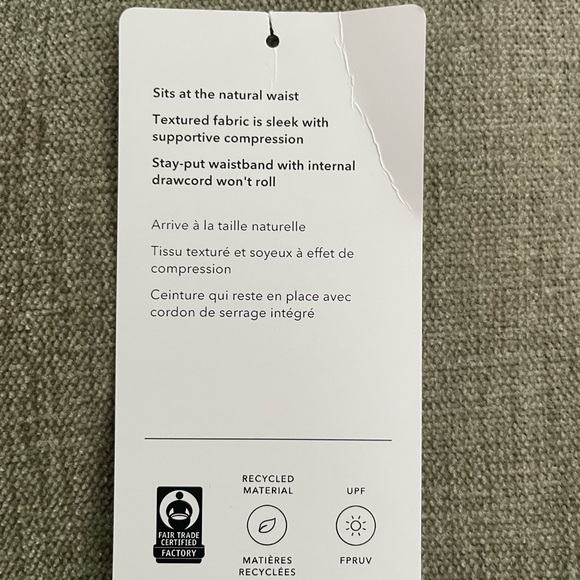 Sits at the natural waist
Textured fabric is sleek with
supportive compression
Stay-put waistband with internal
drawcord won't roll
Arrive à la taille naturelle
Tissu texturé et soyeux à effet de
compression
Ceinture qui reste en place avec
cordon de serrage intégré
FAIR TRADE
CERTIFIED
FACTORY
RECYCLED
MATERIAL
MATIÈRES
RECYCLÉES
UPF
FPRUV